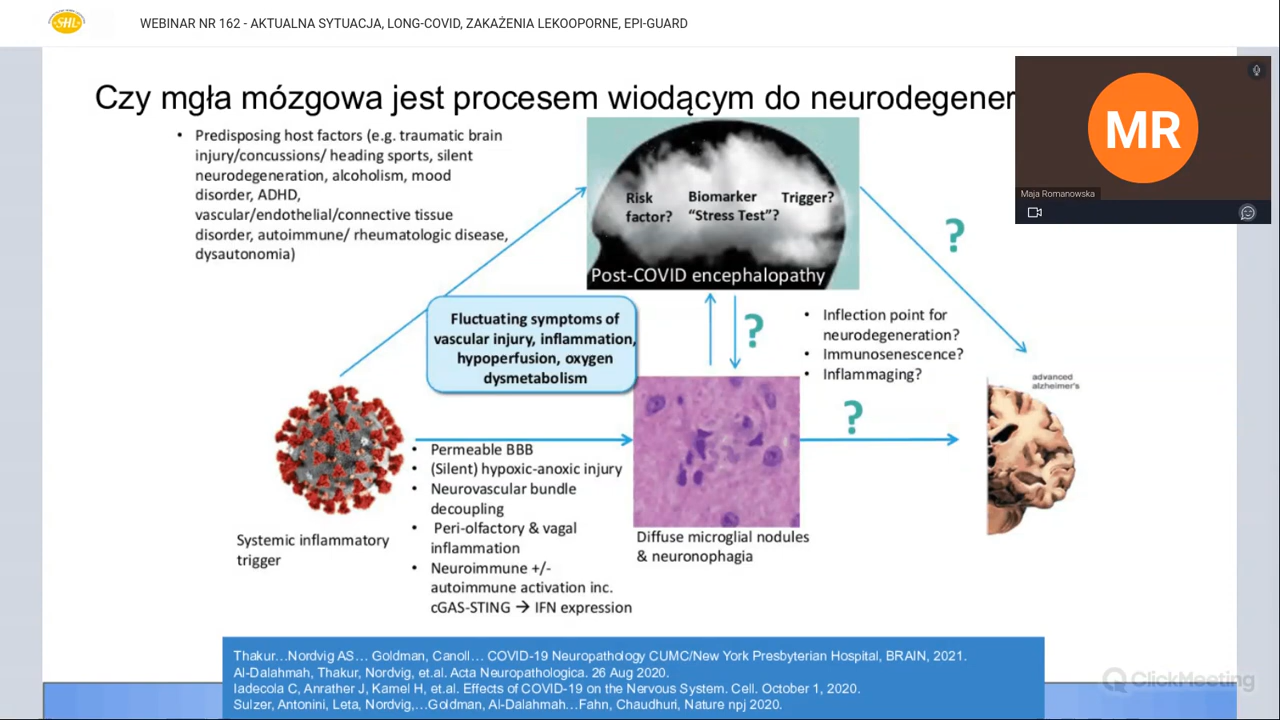 SHL
WEBINAR NR 162 - AKTUALNA SYTUACJA, LONG-COVID, ZAKAŻENIA LEKOOPORNE, EPI-GUARD
Czy mgła mózgowa jest procesem wiodącym do neurodegener
MR
Maja Romanowska
• Predisposing host factors (e.g. traumatic brain
injury/concussions/ heading sports, silent
neurodegeneration, alcoholism, mood
disorder, ADHD,
vascular/endothelial/connective tissue
disorder, autoimmune/ rheumatologic disease,
dysautonomia)
Risk
factor?
Biomarker
“Stress Test”?
Trigger?
Post-COVID encephalopathy
?
Fluctuating symptoms of
vascular injury, inflammation,
hypoperfusion, oxygen
dysmetabolism
?
• Inflection point for
neurodegeneration?
• Immunosenescence?
• Inflammaging?
advanced
alzheimer's
?
• Permeable BBB
• (Silent) hypoxic-anoxic injury
• Neurovascular bundle
decoupling
• Peri-olfactory & vagal
inflammation
• Neuroimmune +/-
autoimmune activation inc.
cGAS-STING → IFN expression
Systemic inflammatory
trigger
Diffuse microglial nodules
& neuronophagia
Thakur…Nordvig AS… Goldman, Canoll… COVID-19 Neuropathology CUMC/New York Presbyterian Hospital, BRAIN, 2021.
Al-Dalahmah, Thakur, Nordvig, et.al. Acta Neuropathologica. 26 Aug 2020.
Iadecola C, Anrather J, Kamel H, et.al. Effects of COVID-19 on the Nervous System. Cell. October 1, 2020.
Sulzer, Antonini, Leta, Nordvig,…Goldman, Al-Dalahmah…Fahn, Chaudhuri, Nature npj 2020.
ClickMeeting